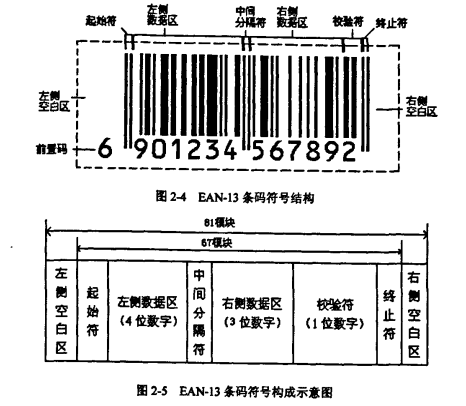 起始符
左侧
数据区
中间
分隔符
右侧
数据区
校验符
终止符
左侧
空白区
右侧
空白区
前置码
6 901234 567892
图 2-4 EAN-13 条码符号结构
81模块
67模块
左侧空白区
起始符
左侧数据区
(4 位数字)
中间分隔符
右侧数据区
(3 位数字)
校验符
(1 位数字)
终止符
右侧空白区
图 2-5 EAN-13 条码符号构成示意图